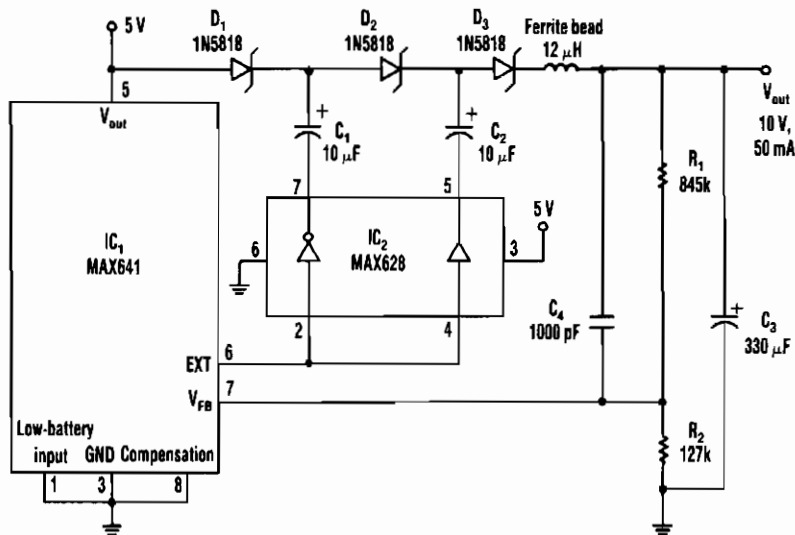 5 V
D1
1N5818
D2
1N5818
D3
1N5818
Ferrite bead
12 μH
5
Vout
C1
10 μF
C2
10 μF
Vout
10 V,
50 mA
R1
845k
7
5
5 V
IC1
MAX641
6
IC2
MAX628
3
C4
1000 pF
C3
330 μF
2
4
EXT
6
VFB
7
Low-battery
input
GND
Compensation
R2
127k
1
3
8